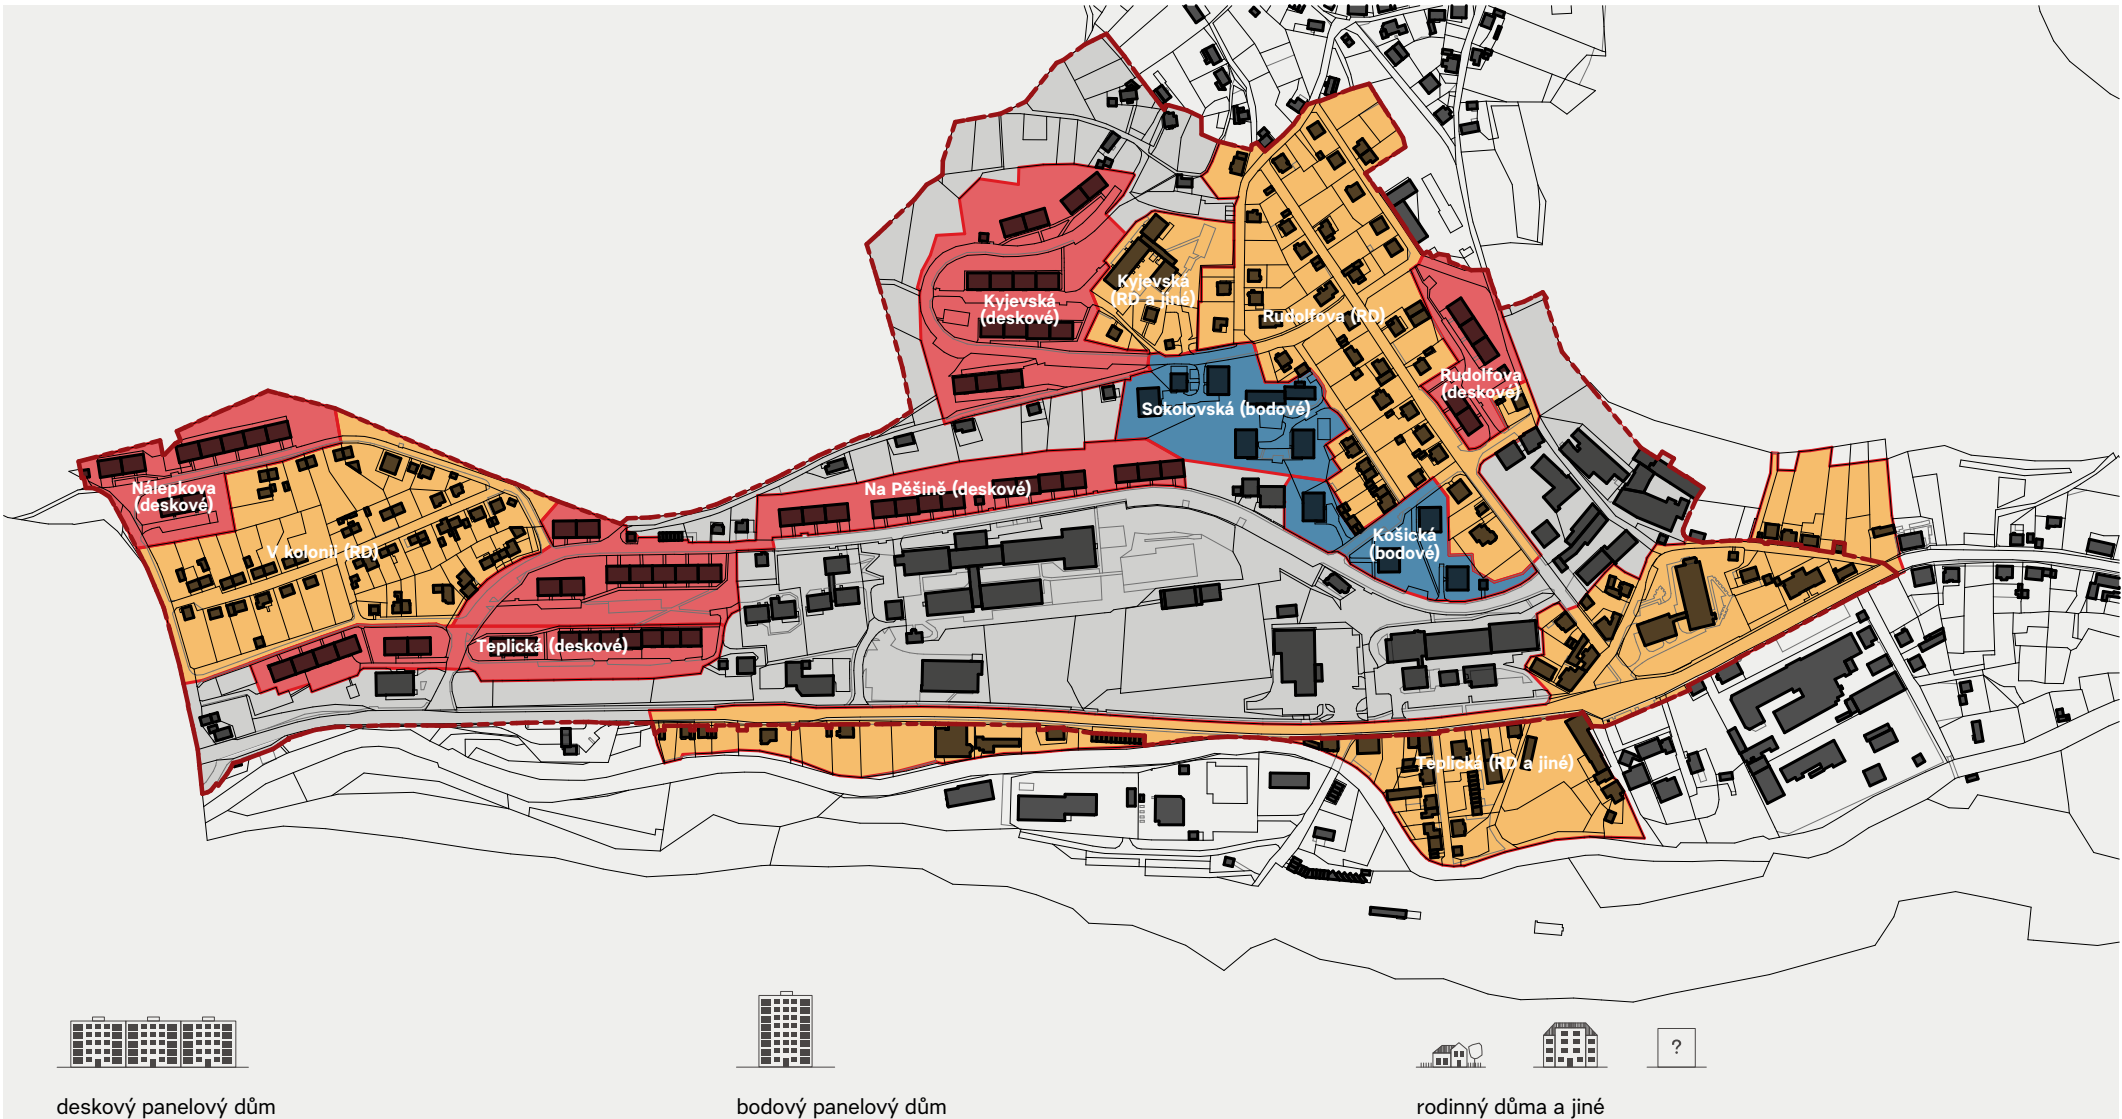 Kyjevská
(RD a jiné)
Kyjevská
(deskové)
Rudolfova (RD)
Rudolfova
(deskové)
Sokolovská (bodové)
Nálepkova
(deskové)
Na Pěšině (deskové)
V kolonii (RD)
Košická
(bodové)
Teplická (deskové)
Teplická (RD a jiné)
?
deskový panelový dům
bodový panelový dům
rodinný důma a jiné